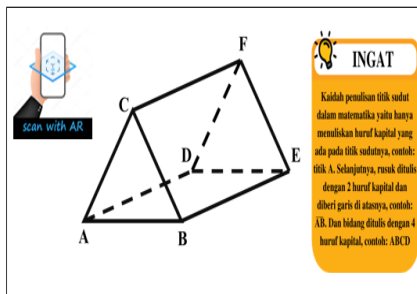 F
C
D
E
A
B
scan with AR
INGAT
Kaidah penulisan titik sudut
dalam matematika yaitu hanya
menuliskan huruf kapital yang
ada pada titik sudutnya, contoh:
titik A. Selanjutnya, rusuk ditulis
dengan 2 huruf kapital dan
diberi garis di atasnya, contoh:
A̅B̅. Dan bidang ditulis dengan 4
huruf kapital, contoh: ABCD